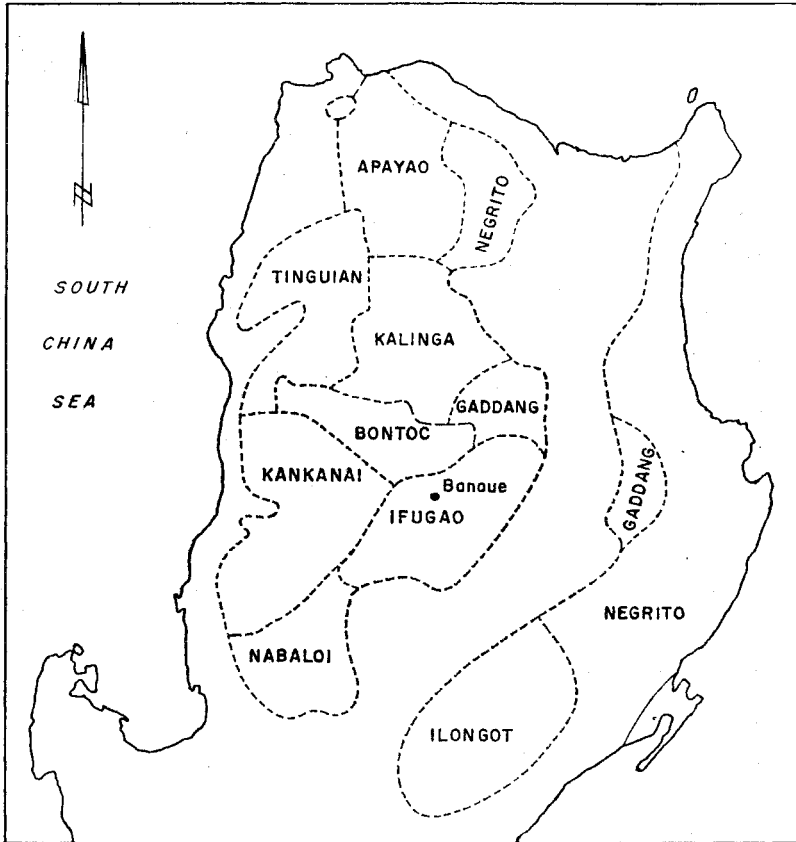 N
APAYAO
NEGRITO
TINGUIAN
SOUTH
CHINA
SEA
KALINGA
GADDANG
BONTOC
KANKANAI
Banaue
IFUGAO
GADDANG
NEGRITO
NABALOI
ILONGOT